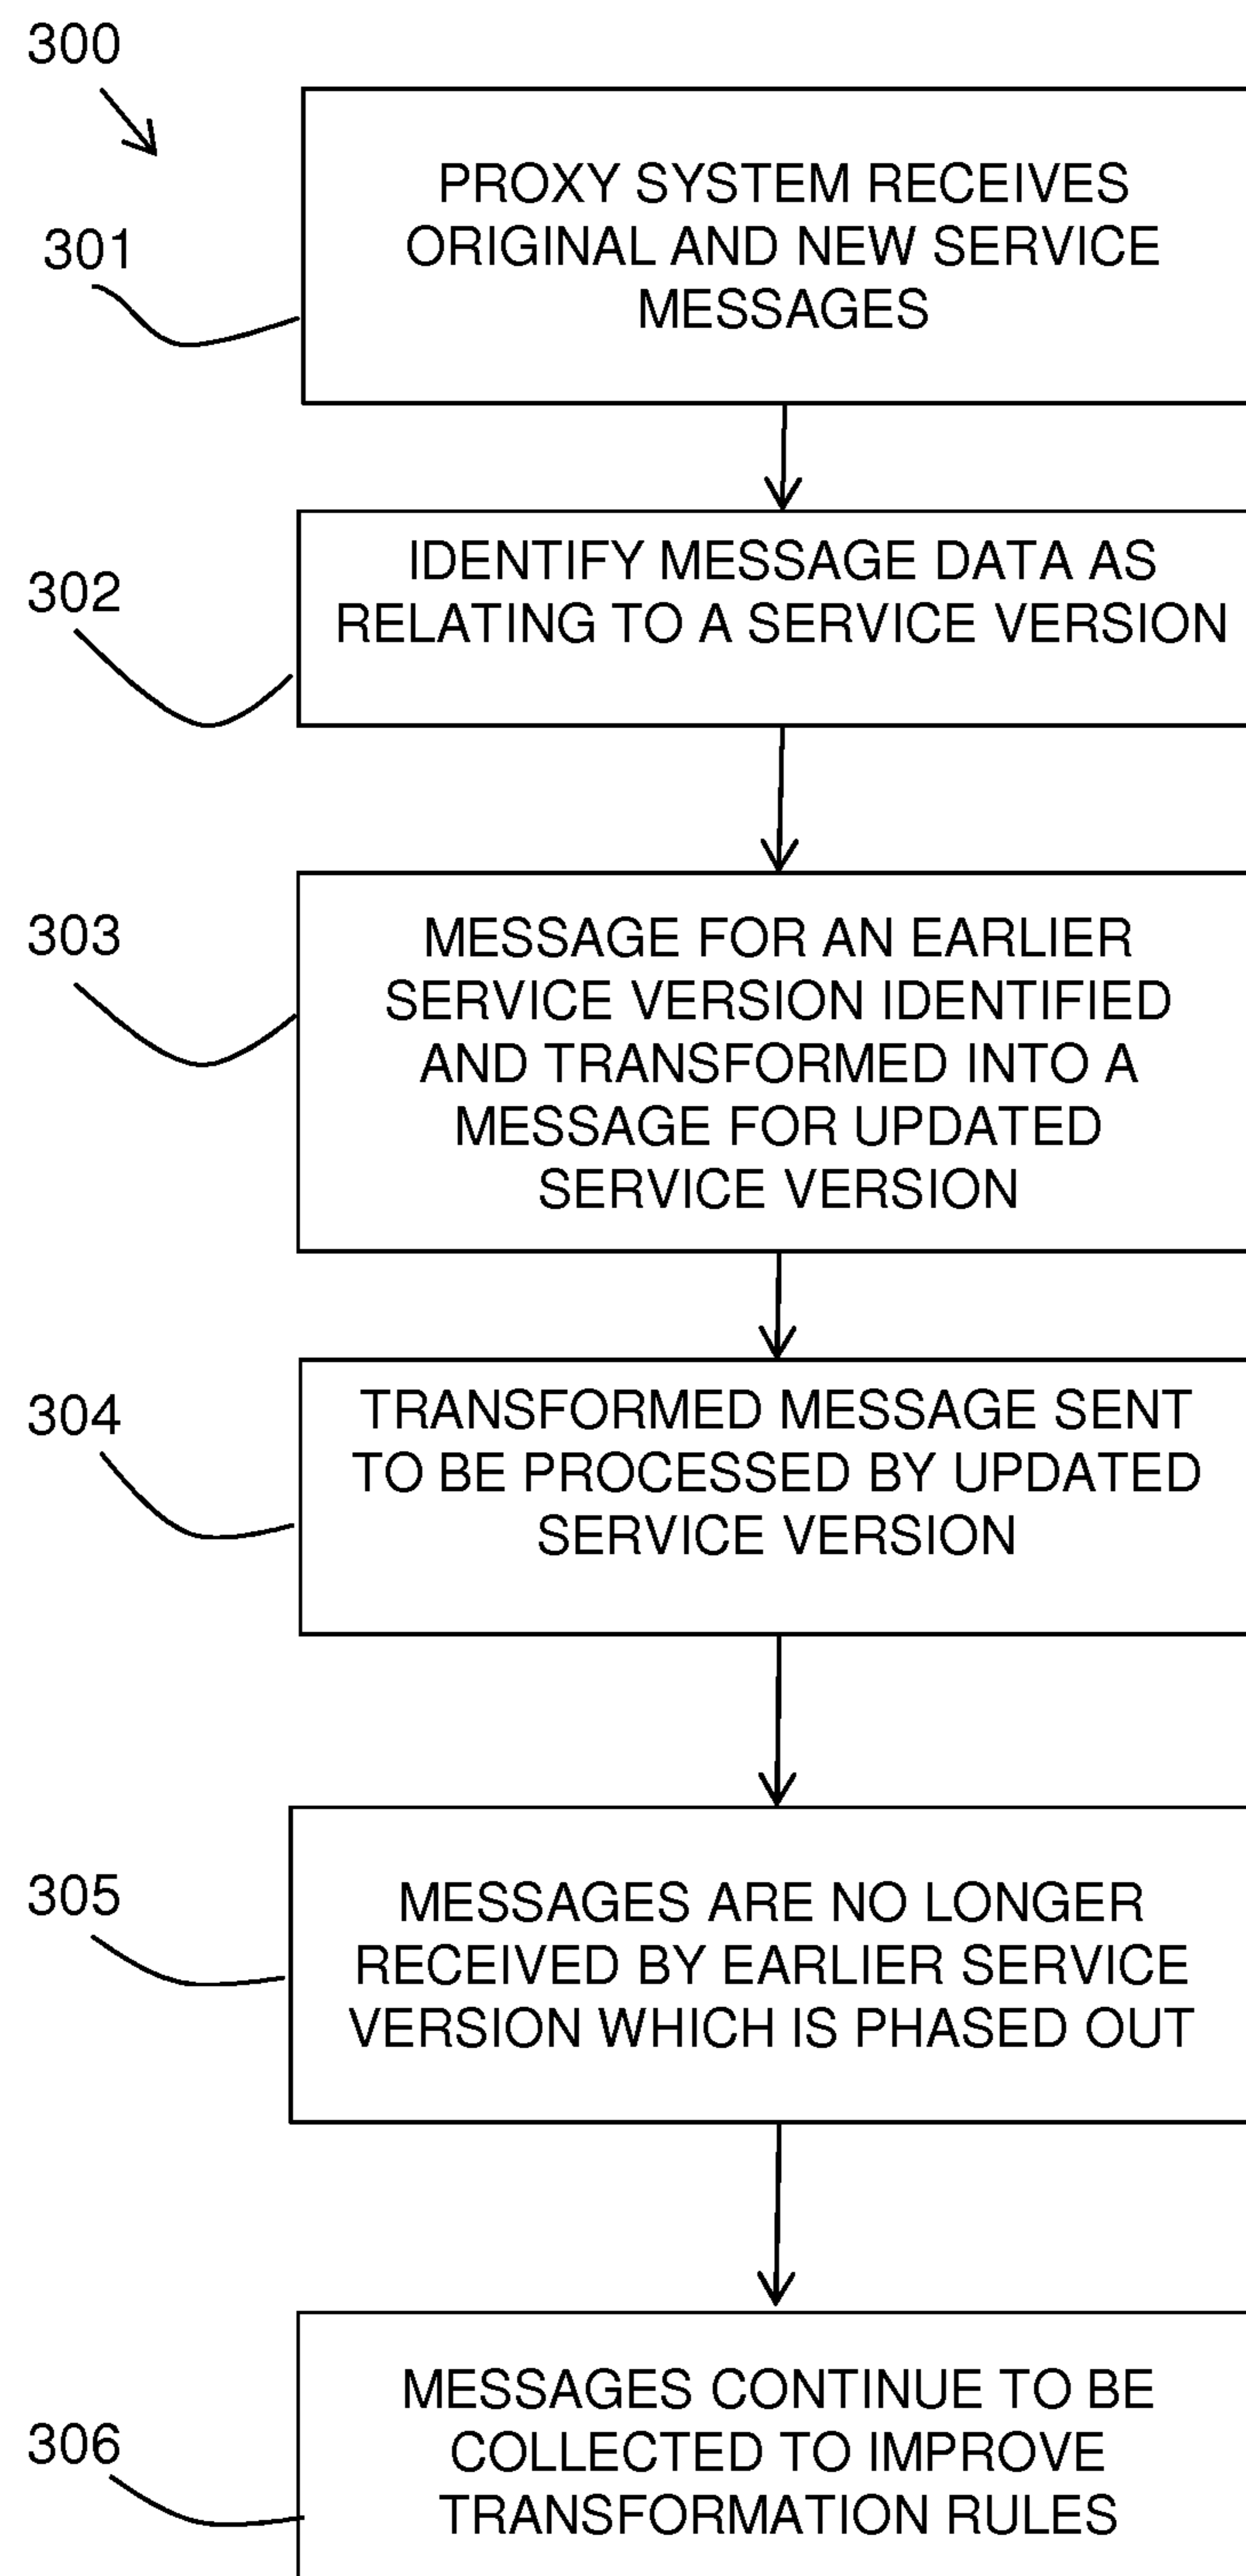 300
301
PROXY SYSTEM RECEIVES
ORIGINAL AND NEW SERVICE
MESSAGES
302
IDENTIFY MESSAGE DATA AS
RELATING TO A SERVICE VERSION
303
MESSAGE FOR AN EARLIER
SERVICE VERSION IDENTIFIED
AND TRANSFORMED INTO A
MESSAGE FOR UPDATED
SERVICE VERSION
304
TRANSFORMED MESSAGE SENT
TO BE PROCESSED BY UPDATED
SERVICE VERSION
305
MESSAGES ARE NO LONGER
RECEIVED BY EARLIER SERVICE
VERSION WHICH IS PHASED OUT
306
MESSAGES CONTINUE TO BE
COLLECTED TO IMPROVE
TRANSFORMATION RULES